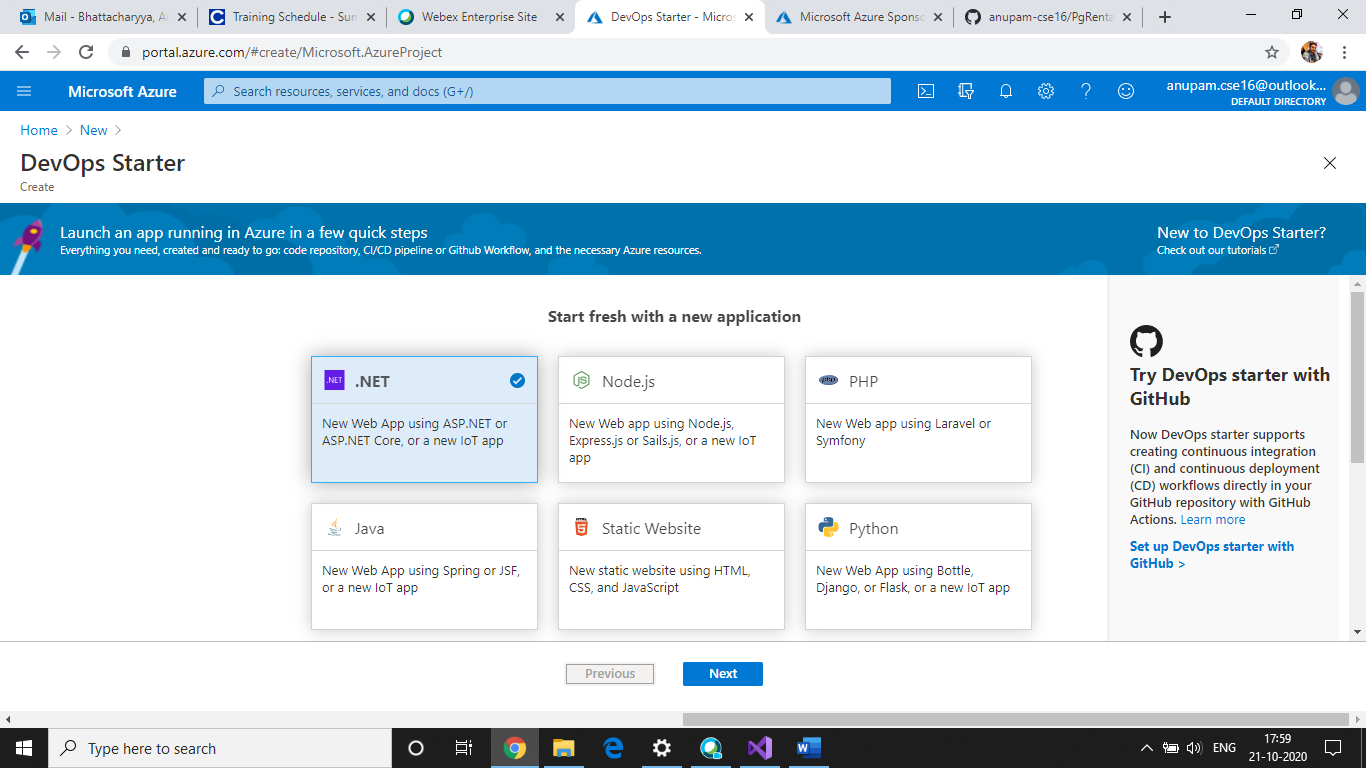 Mail - Bhattacharyya, A
Training Schedule - Sun
Webex Enterprise Site
DevOps Starter - Micros
Microsoft Azure Sponsc
anupam-cse16/PgRenta
portal.azure.com/#create/Microsoft.AzureProject
Microsoft Azure
Search resources, services, and docs (G+/)
anupam.cse16@outlook...
DEFAULT DIRECTORY
Home > New >
DevOps Starter
Create
Launch an app running in Azure in a few quick steps
Everything you need, created and ready to go: code repository, CI/CD pipeline or Github Workflow, and the necessary Azure resources.
New to DevOps Starter?
Check out our tutorials
Start fresh with a new application
.NET
.NET
New Web App using ASP.NET or
ASP.NET Core, or a new IoT app
Node.js
New Web app using Node.js,
Express.js or Sails.js, or a new IoT
app
php
PHP
New Web app using Laravel or
Symfony
Java
New Web App using Spring or JSF,
or a new IoT app
Static Website
New static website using HTML,
CSS, and JavaScript
Python
New Web App using Bottle,
Django, or Flask, or a new IoT app
Try DevOps starter with
GitHub
Now DevOps starter supports
creating continuous integration
(CI) and continuous deployment
(CD) workflows directly in your
GitHub repository with GitHub
Actions. Learn more
Set up DevOps starter with
GitHub >
Previous
Next
Type here to search
ENG
17:59
21-10-2020